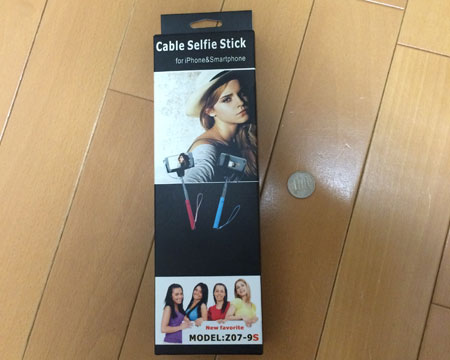 Cable Selfie Stick
for iPhone&Smartphone
New favorite
MODEL:Z07-9S